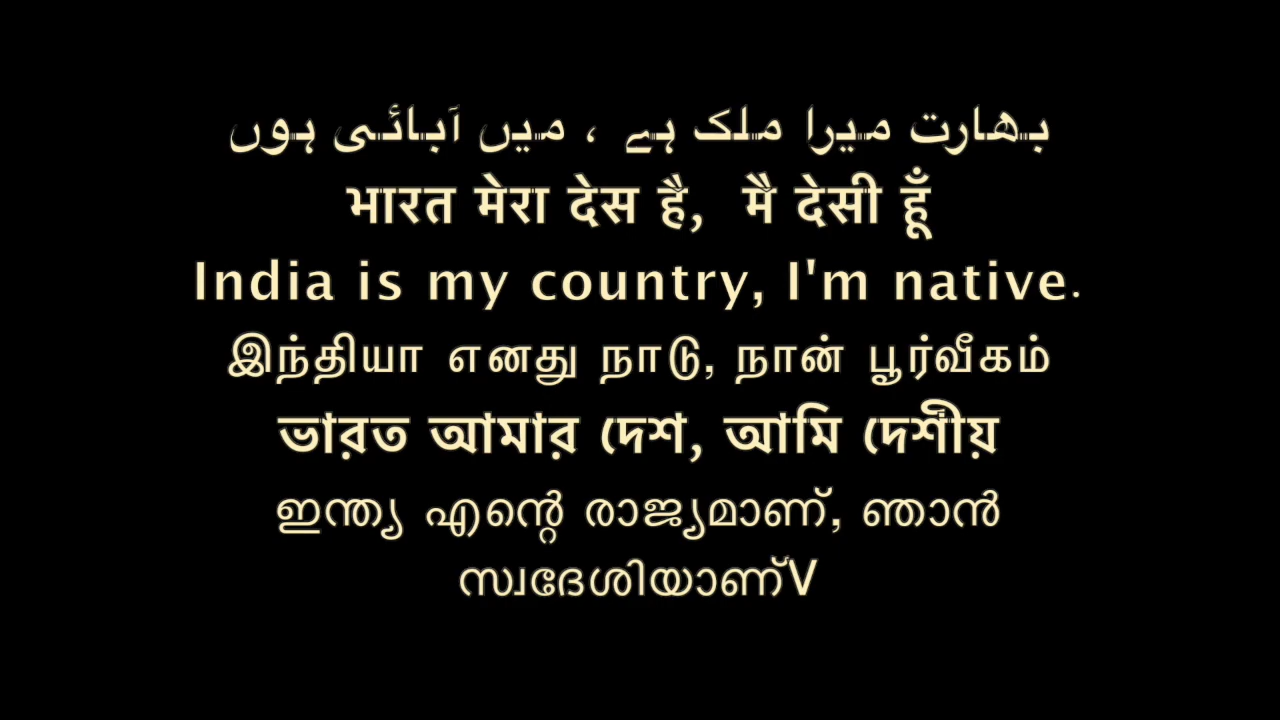 بھارت میرا ملک ہے ، میں آبائی ہوں
भारत मेरा देस है, मै देसी हूँ
India is my country, I'm native.
இந்தியா எனது நாடு, நான் பூர்வீகம்
ভারত আমার দেশ, আমি দেশীয়
ഇന്ത്യ എന്റെ രാജ്യമാണ്, ഞാൻ
സ്വദേശിയാണ്V